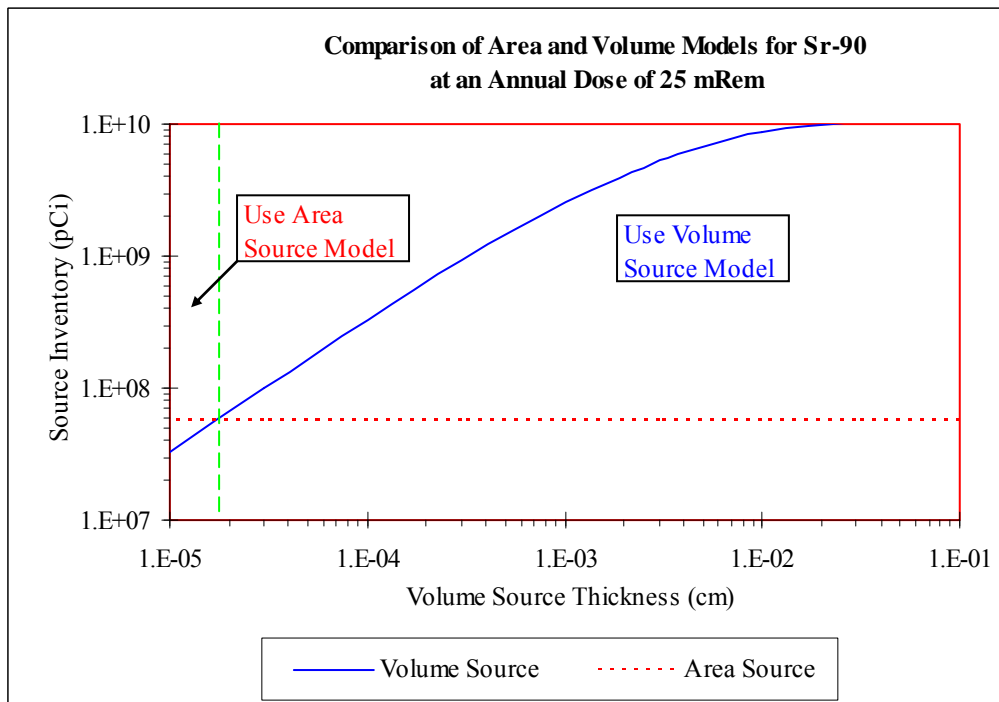 Comparison of Area and Volume Models for Sr-90
at an Annual Dose of 25 mRem
Source Inventory (pCi)
1.E+10
1.E+09
1.E+08
1.E+07
Use Area
Source Model
Use Volume
Source Model
1.E-05
1.E-04
1.E-03
1.E-02
1.E-01
Volume Source Thickness (cm)
Volume Source
Area Source